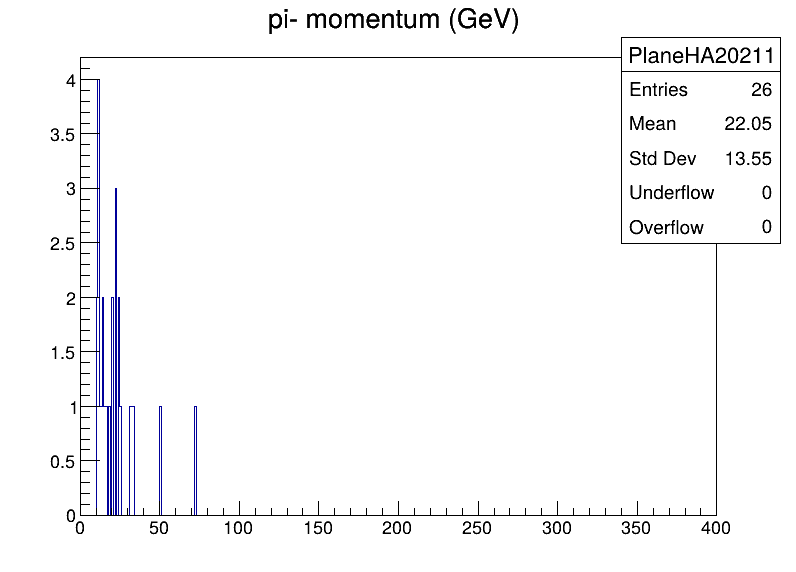 pi- momentum (GeV)
PlaneHA20211
Entries 26
Mean 22.05
Std Dev 13.55
Underflow 0
Overflow 0
4
3.5
3
2.5
2
1.5
1
0.5
0
0 50 100 150 200 250 300 350 400